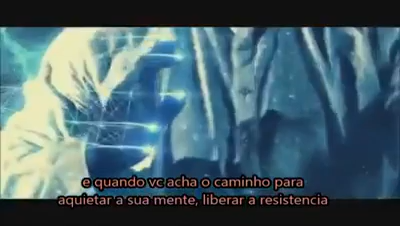 e quando vc acha o caminho para
aquietar a sua mente, liberar a resistencia